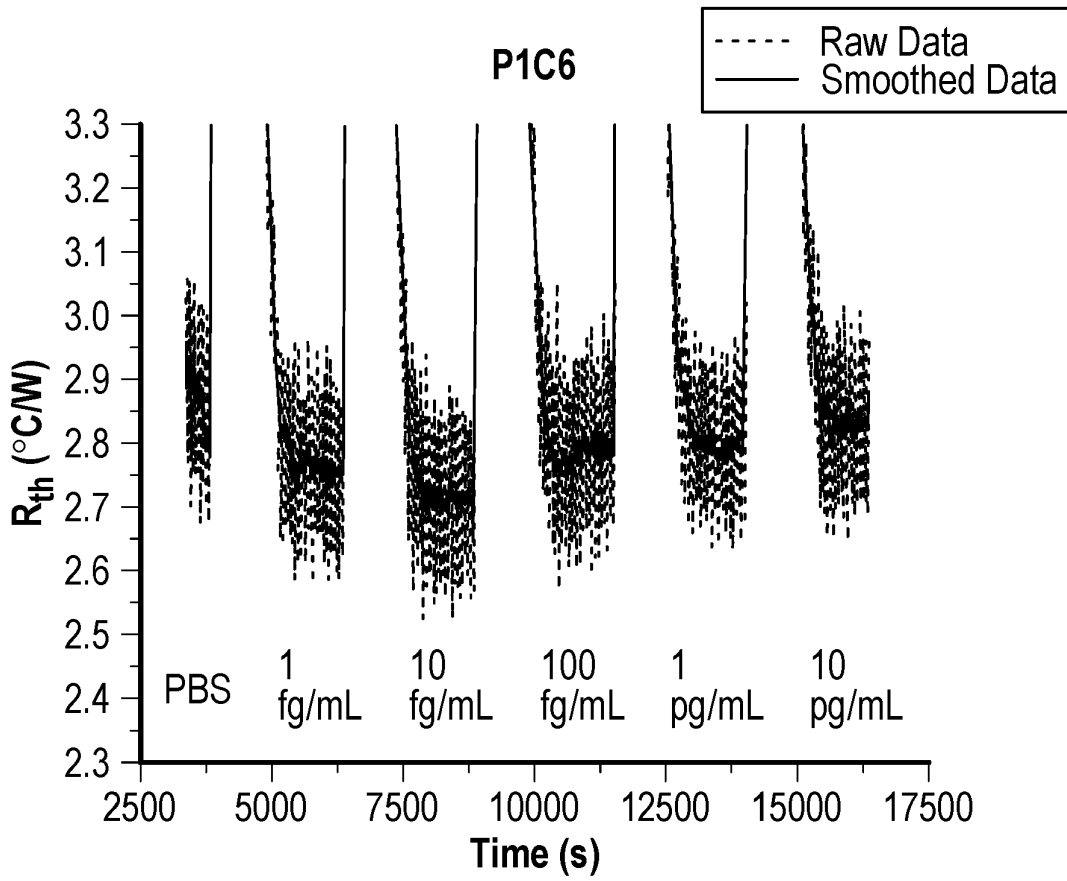 Raw Data
Smoothed Data
P1C6
3.3
3.2
3.1
3.0
2.9
2.8
2.7
2.6
2.5
2.4
2.3
Rth (°C/W)
PBS
1
fg/mL
10
fg/mL
100
fg/mL
1
pg/mL
10
pg/mL
2500
5000
7500
10000
12500
15000
17500
Time (s)